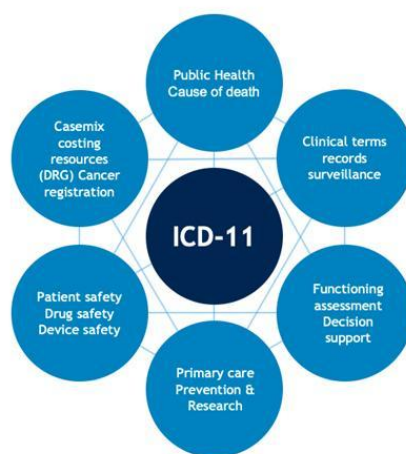 Public Health
Cause of death
Casemix
costing
resources
(DRG) Cancer
registration
Clinical terms
records
surveillance
ICD-11
Patient safety
Drug safety
Device safety
Functioning
assessment
Decision
support
Primary care
Prevention &
Research